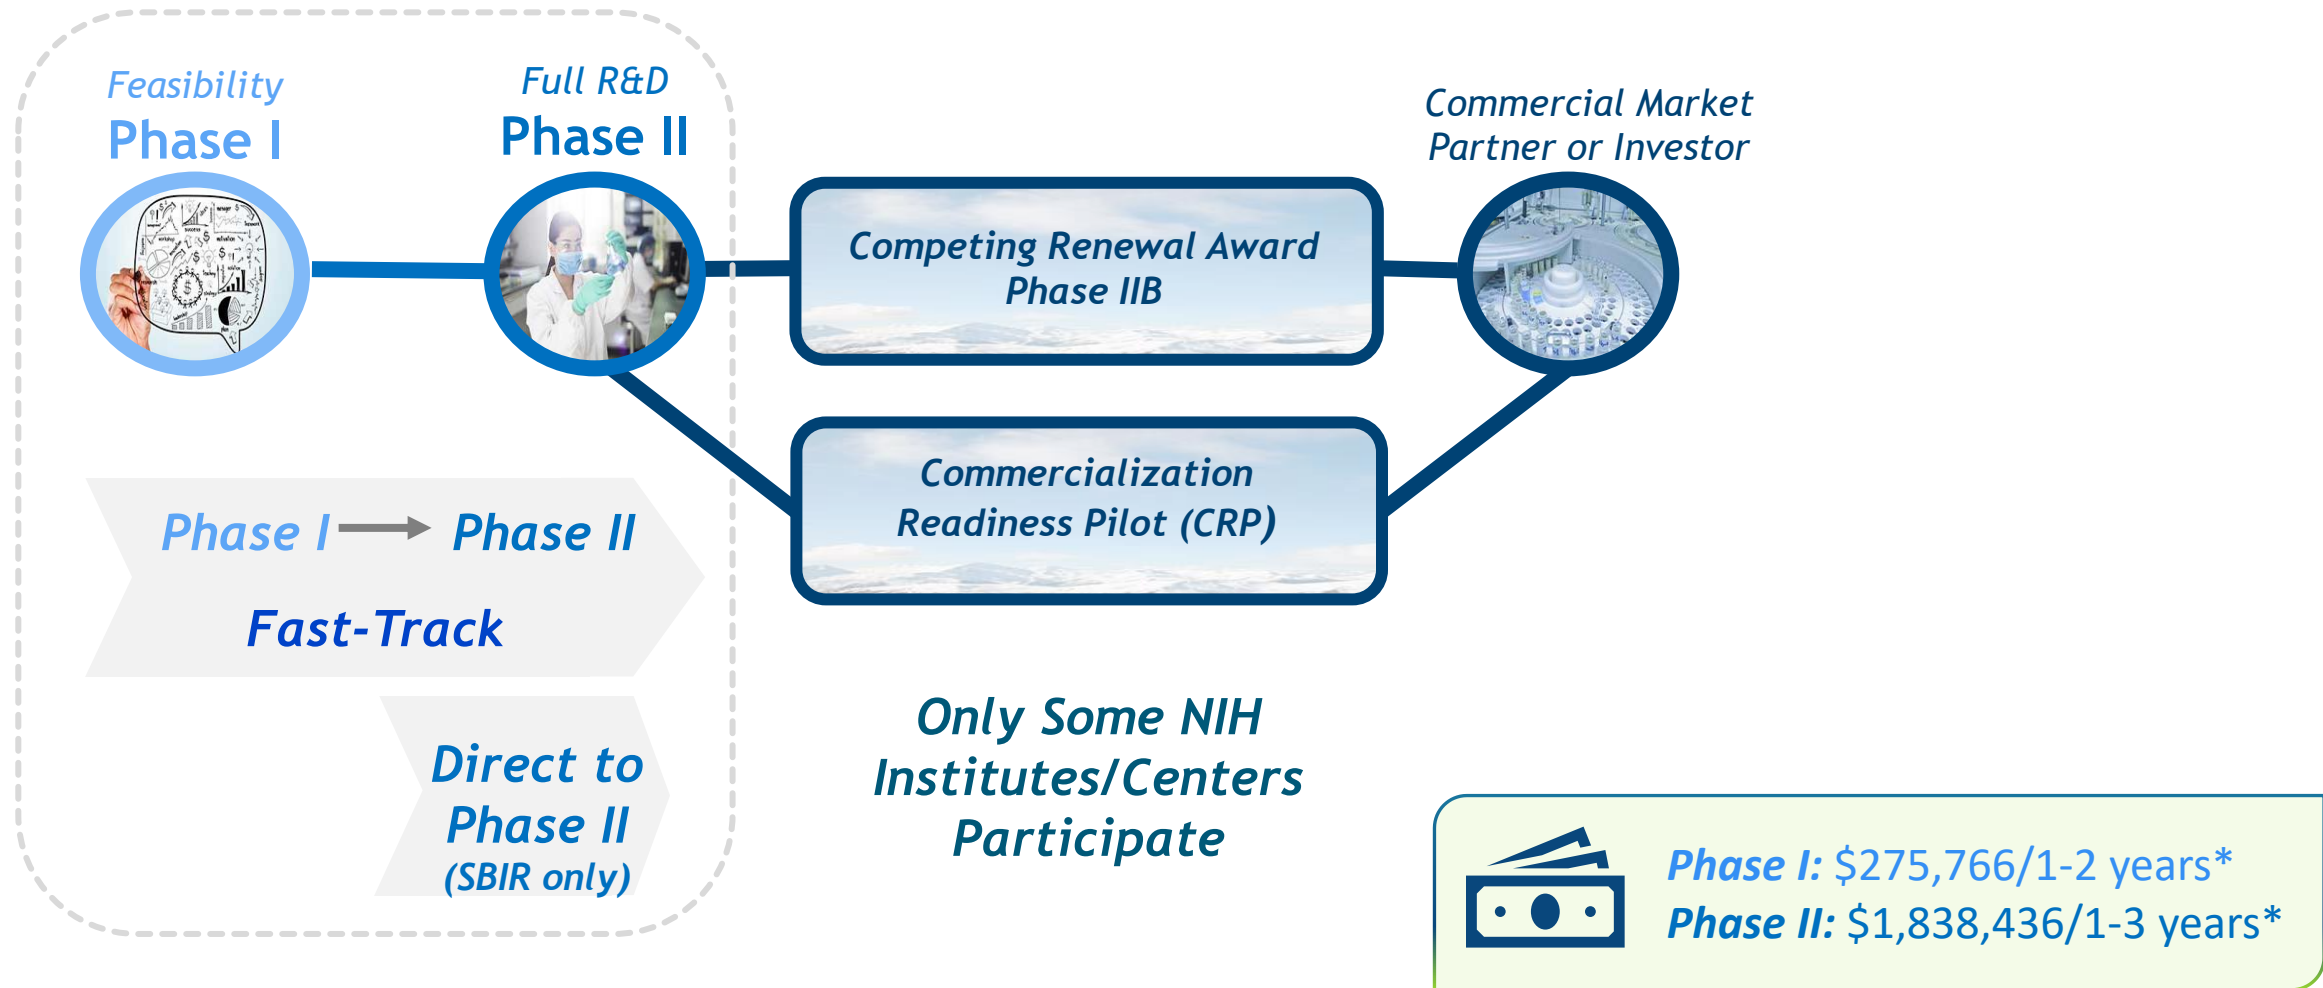 Feasibility
Phase I
Full R&D
Phase II
Competing Renewal Award
Phase IIB
Commercial Market
Partner or Investor
Commercialization
Readiness Pilot (CRP)
Phase I
Phase II
Fast-Track
Direct to
Phase II
(SBIR only)
Only Some NIH
Institutes/Centers
Participate
Phase I: $275,766/1-2 years*
Phase II: $1,838,436/1-3 years*